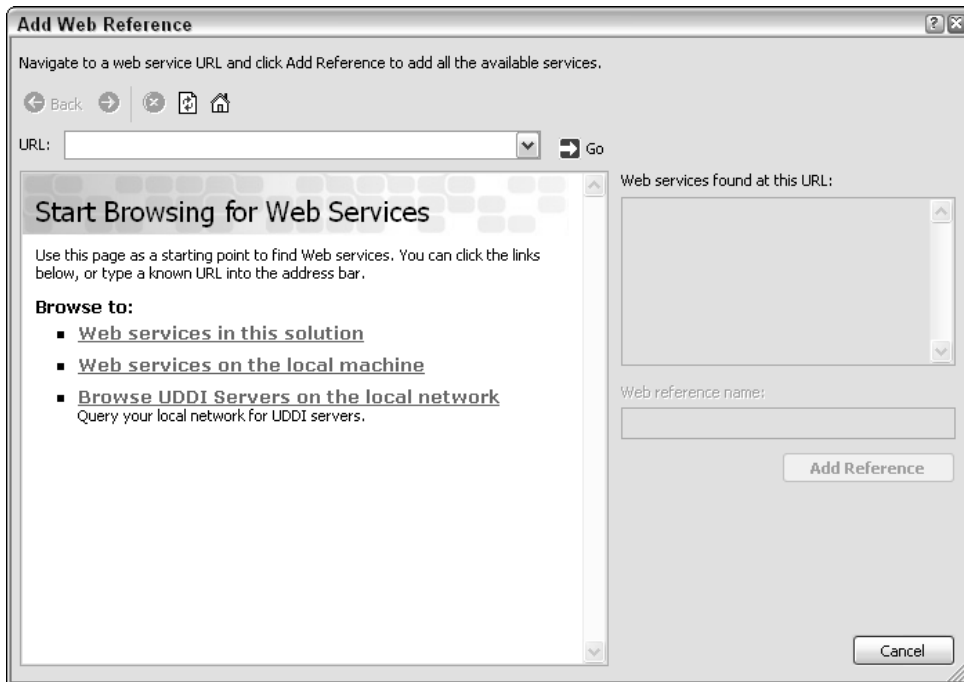 Add Web Reference
Navigate to a web service URL and click Add Reference to add all the available services.
Back
URL:
Go
Start Browsing for Web Services
Use this page as a starting point to find Web services. You can click the links
below, or type a known URL into the address bar.
Browse to:
Web services in this solution
Web services on the local machine
Browse UDDI Servers on the local network
Query your local network for UDDI servers.
Web services found at this URL:
Web reference name:
Add Reference
Cancel